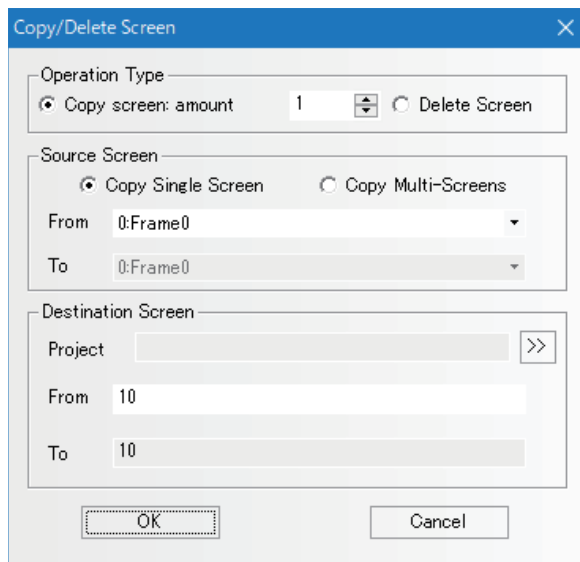 Copy/Delete Screen
Operation Type
Copy screen: amount 1 Delete Screen
Source Screen
Copy Single Screen Copy Multi-Screens
From 0:Frame0
To 0:Frame0
Destination Screen
Project >>
From 10
To 10
OK Cancel